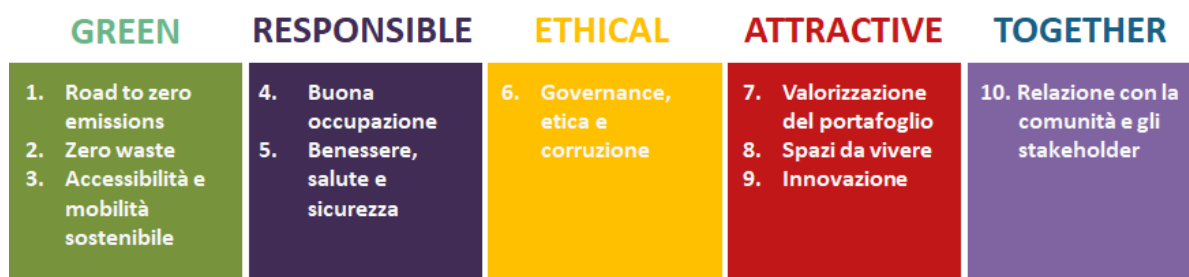 GREEN
1. Road to zero
emissions
2. Zero waste
3. Accessibilità e
mobilità
sostenibile
RESPONSIBLE
4. Buona
occupazione
5. Benessere,
salute e
sicurezza
ETHICAL
6. Governance,
etica e
corruzione
ATTRACTIVE
7. Valorizzazione
del portafoglio
8. Spazi da vivere
9. Innovazione
TOGETHER
10. Relazione con la
comunità e gli
stakeholder